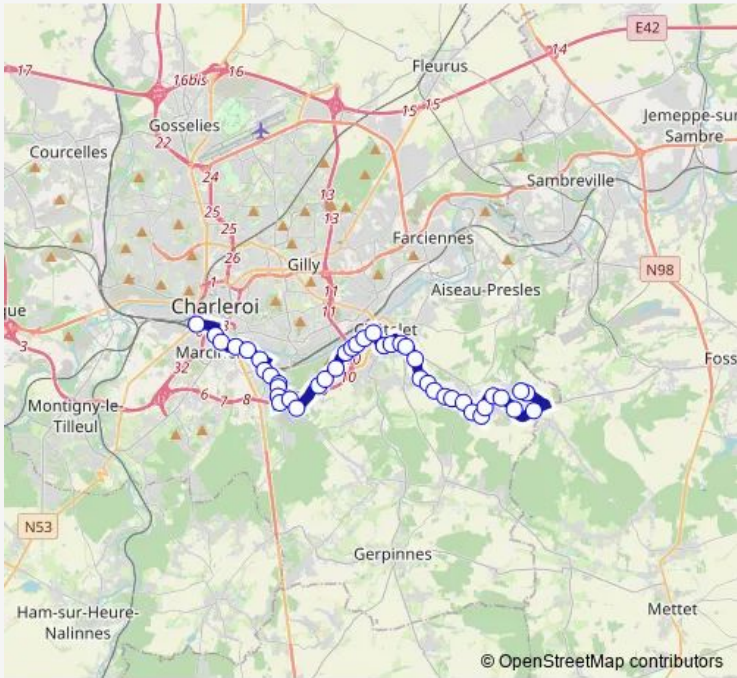 E42
14
17
16
16bis
Fleurus
15 15
Gosselies
Jemeppe-sur-
Sambre
22
Courcelles
24
Sambreville
13
25
13
25
Farciennes
26
N98
Gilly
11
Aiseau-Presles
1
Charleroi
11
3
Foss
32
10
6
7
8
Montigny-le-
Tilleul
N53
Gerpinnes
Ham-sur-Heure-
Nalinnes
Mettet
© OpenStreetMap contributors